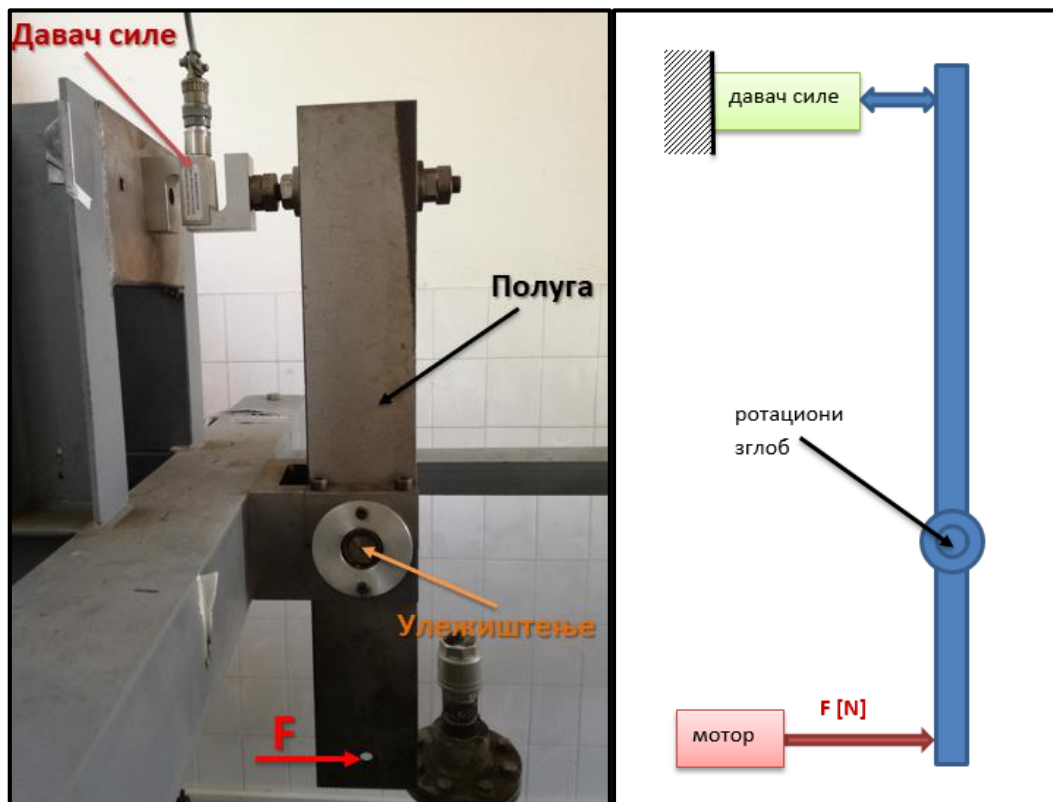 Давач силе
Полуга
Улежиштење
F
давач силе
ротациони
зглоб
F [N]
мотор